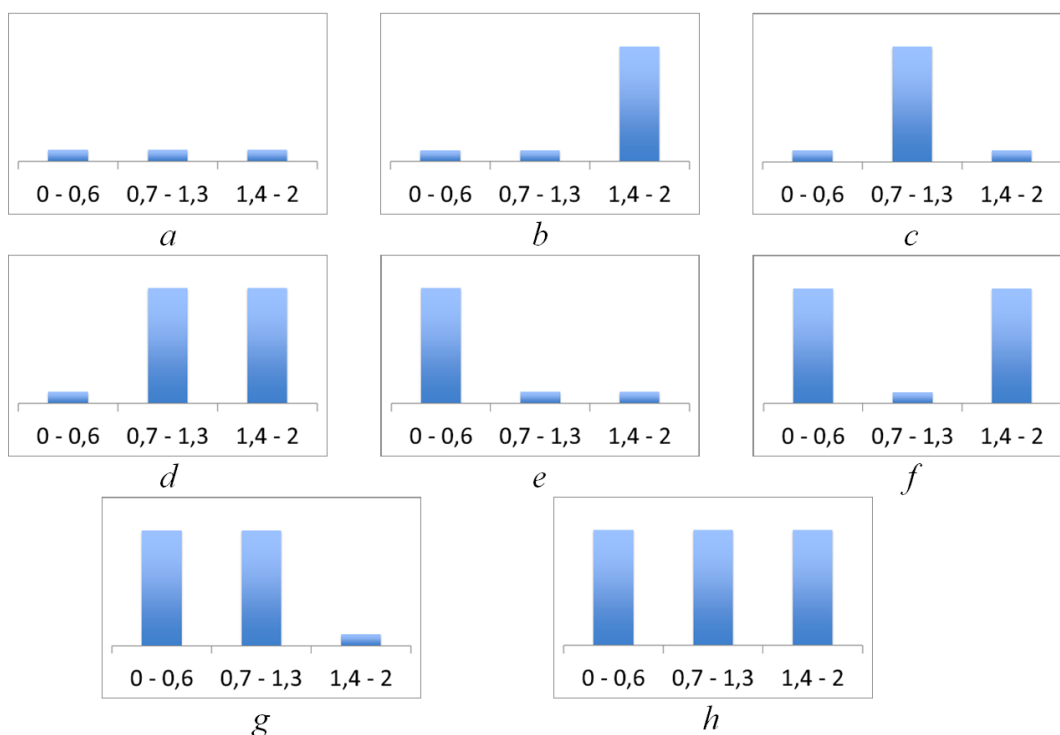 0 - 0,6 0,7 - 1,3 1,4 - 2
a
0 - 0,6 0,7 - 1,3 1,4 - 2
b
0 - 0,6 0,7 - 1,3 1,4 - 2
c
0 - 0,6 0,7 - 1,3 1,4 - 2
d
0 - 0,6 0,7 - 1,3 1,4 - 2
e
0 - 0,6 0,7 - 1,3 1,4 - 2
f
0 - 0,6 0,7 - 1,3 1,4 - 2
g
0 - 0,6 0,7 - 1,3 1,4 - 2
h